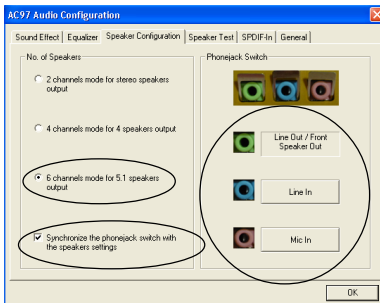 AC97 Audio Configuration
Sound Effect
Equalizer
Speaker Configuration
Speaker Test
SPDIF-In
General
No. of Speakers
2 channels mode for stereo speakers
output
4 channels mode for 4 speakers output
6 channels mode for 5.1 speakers
output
Synchronize the phonejack switch with
the speakers settings
Phonejack Switch
Line Out / Front
Speaker Out
Line In
Mic In
OK